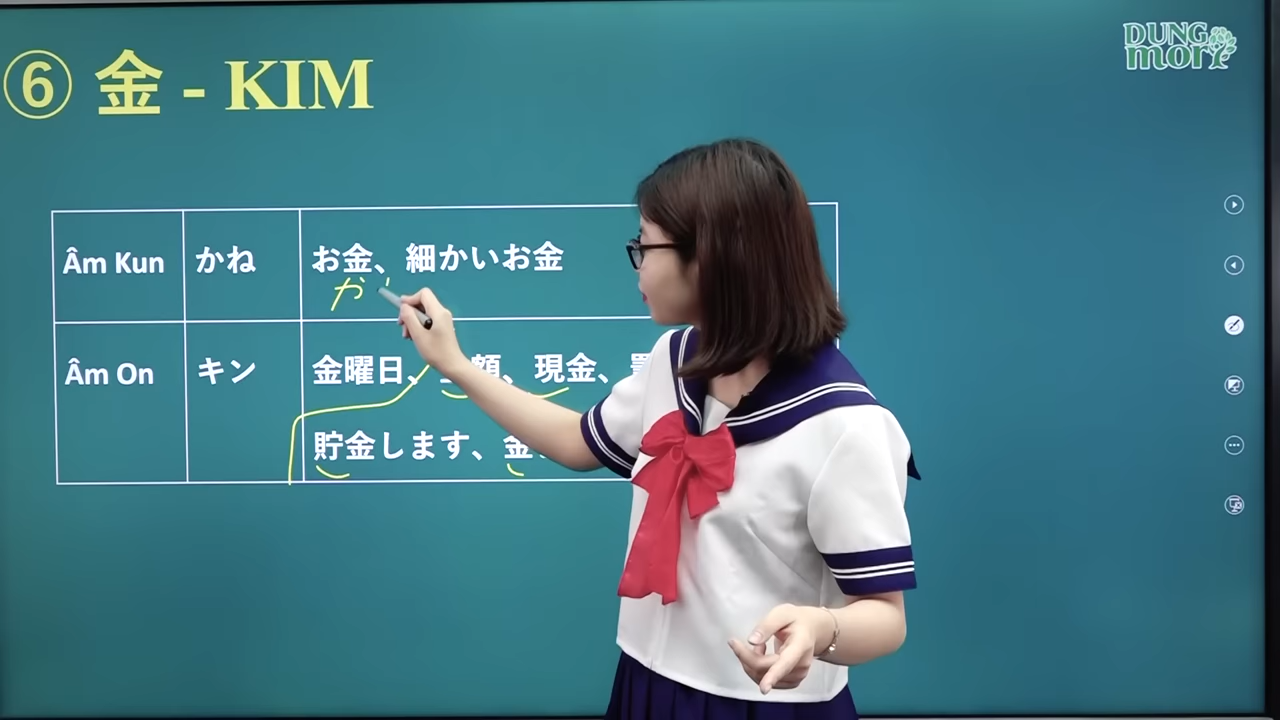 DUNG
mori
⑥ 金 - KIM
Âm Kun かね お金、細かいお金
か
Âm On キン 金曜日、額、現金、
貯金します、金